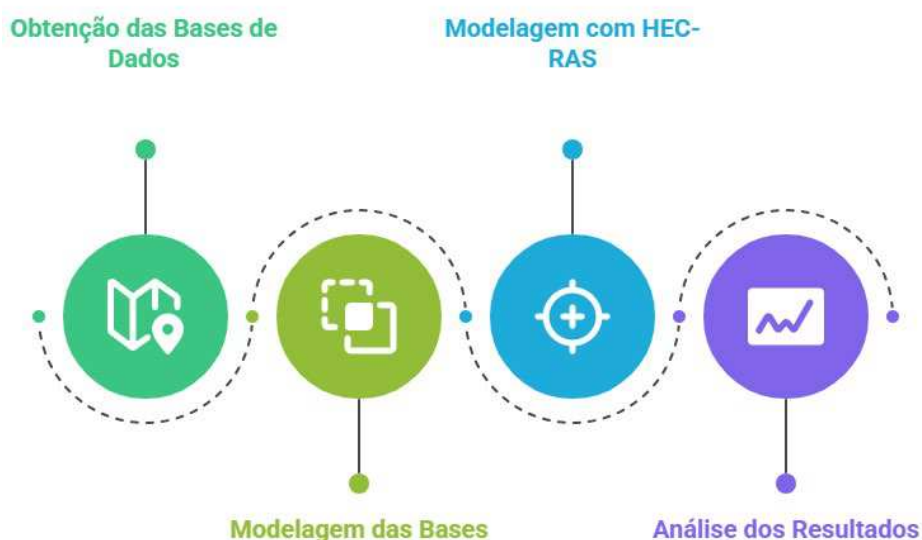 Obtenção das Bases de
Dados
Modelagem com HEC-
RAS
Modelagem das Bases
Análise dos Resultados